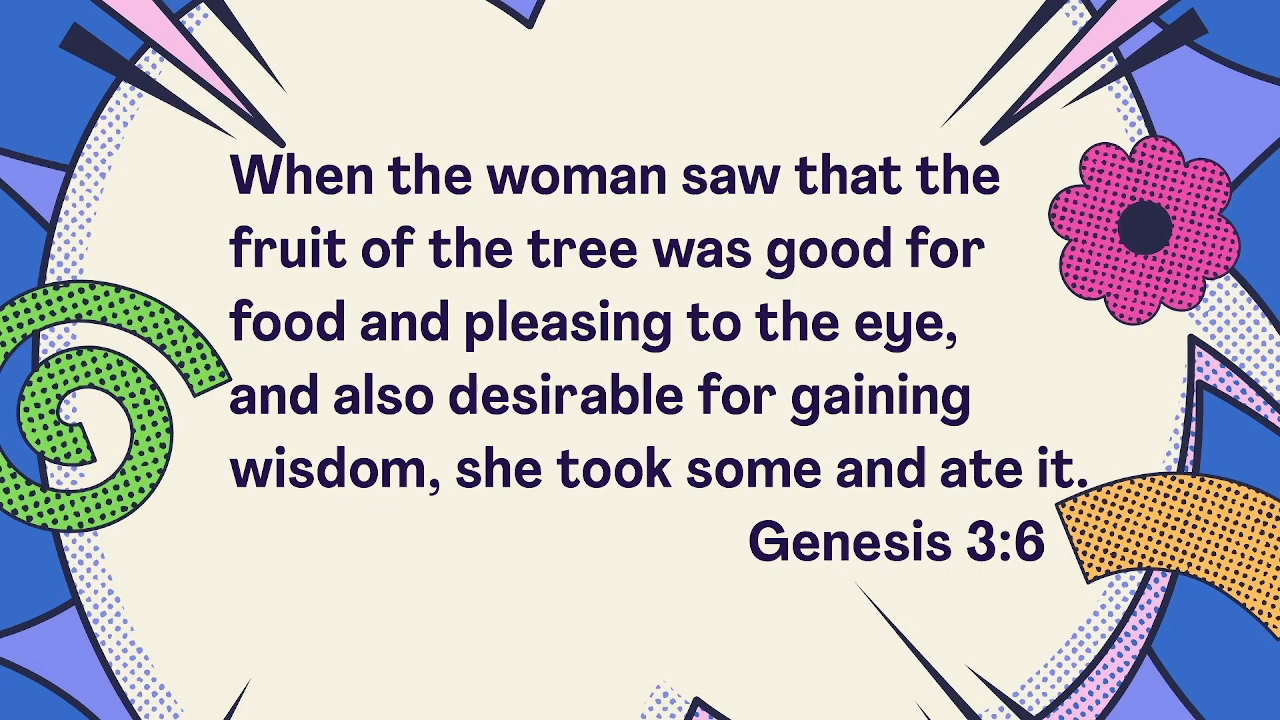 When the woman saw that the
fruit of the tree was good for
food and pleasing to the eye,
and also desirable for gaining
wisdom, she took some and ate it.
Genesis 3:6